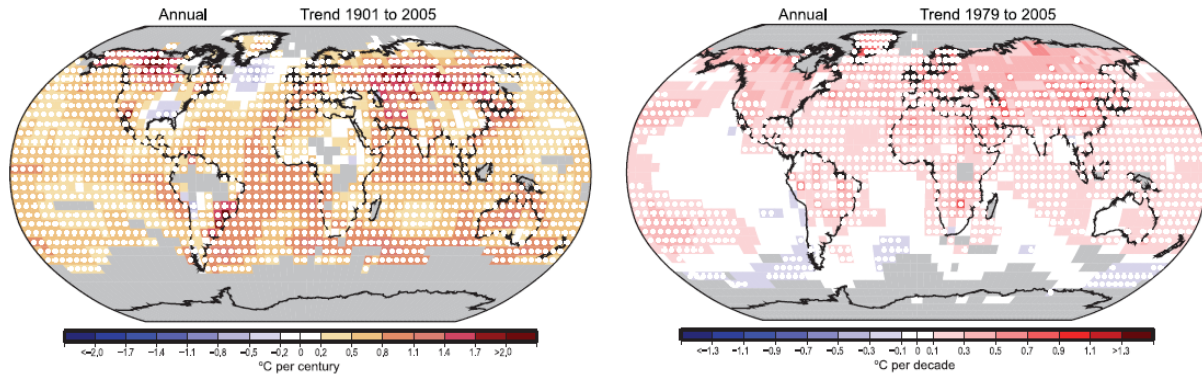 Annual Trend 1901 to 2005
<-2.0 -1.7 -1.4 -1.1 -0.8 -0.5 -0.2 0 0.2 0.5 0.8 1.1 1.4 1.7 >2.0
°C per century
Annual Trend 1979 to 2005
<-1.3 -1.1 -0.9 -0.7 -0.5 -0.3 -0.1 0 0.1 0.3 0.5 0.7 0.9 1.1 >1.3
°C per decade